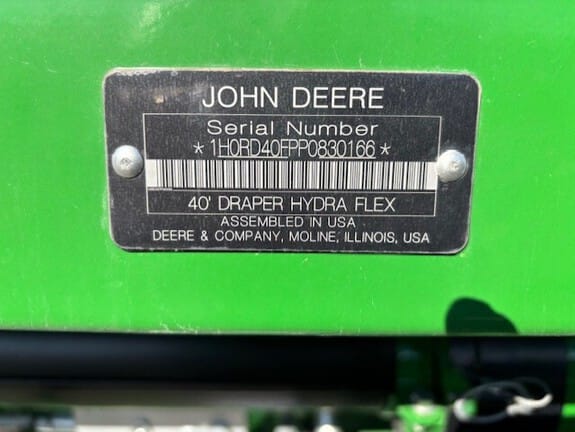 JOHN DEERE
Serial Number
*1H0RD40FPP0830166*
40' DRAPER HYDRA FLEX
ASSEMBLED IN USA
DEERE & COMPANY, MOLINE, ILLINOIS, USA